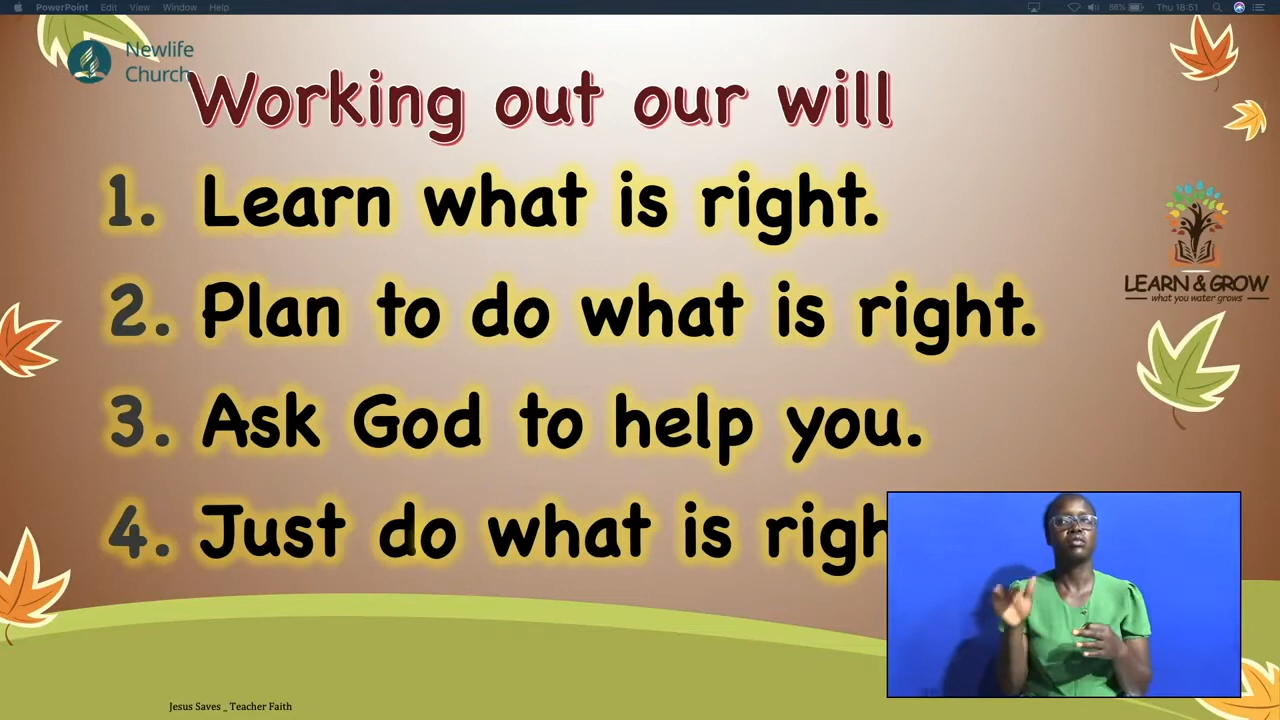 PowerPoint Edit View Window Help 86% Thu 18:51
Newlife
Church
Working out our will
1. Learn what is right.
2. Plan to do what is right.
3. Ask God to help you.
4. Just do what is righ
LEARN & GROW
what you water grows
Jesus Saves _ Teacher Faith